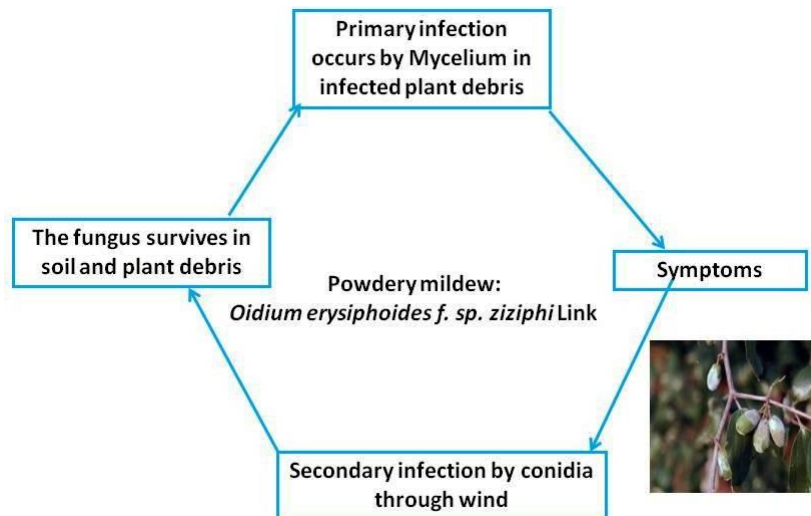 Primary infection
occurs by Mycelium in
infected plant debris
The fungus survives in
soil and plant debris
Symptoms
Powdery mildew:
Oidium erysiphoides f. sp. ziziphi Link
Secondary infection by conidia
through wind